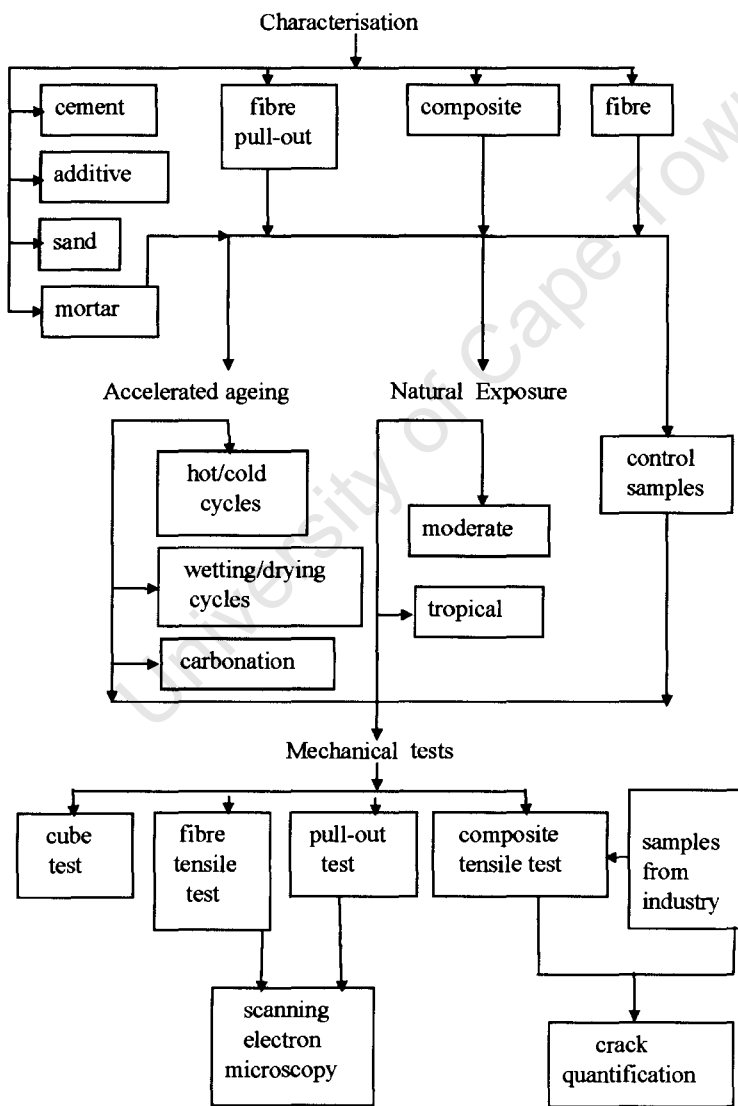 Characterisation
cement
fibre
pull-out
composite
fibre
additive
sand
mortar
Accelerated ageing
Natural Exposure
hot/cold
cycles
control
samples
moderate
wetting/drying
cycles
tropical
carbonation
Mechanical tests
cube
test
fibre
tensile
test
pull-out
test
composite
tensile test
samples
from
industry
scanning
electron
microscopy
crack
quantification
University of Cape Town